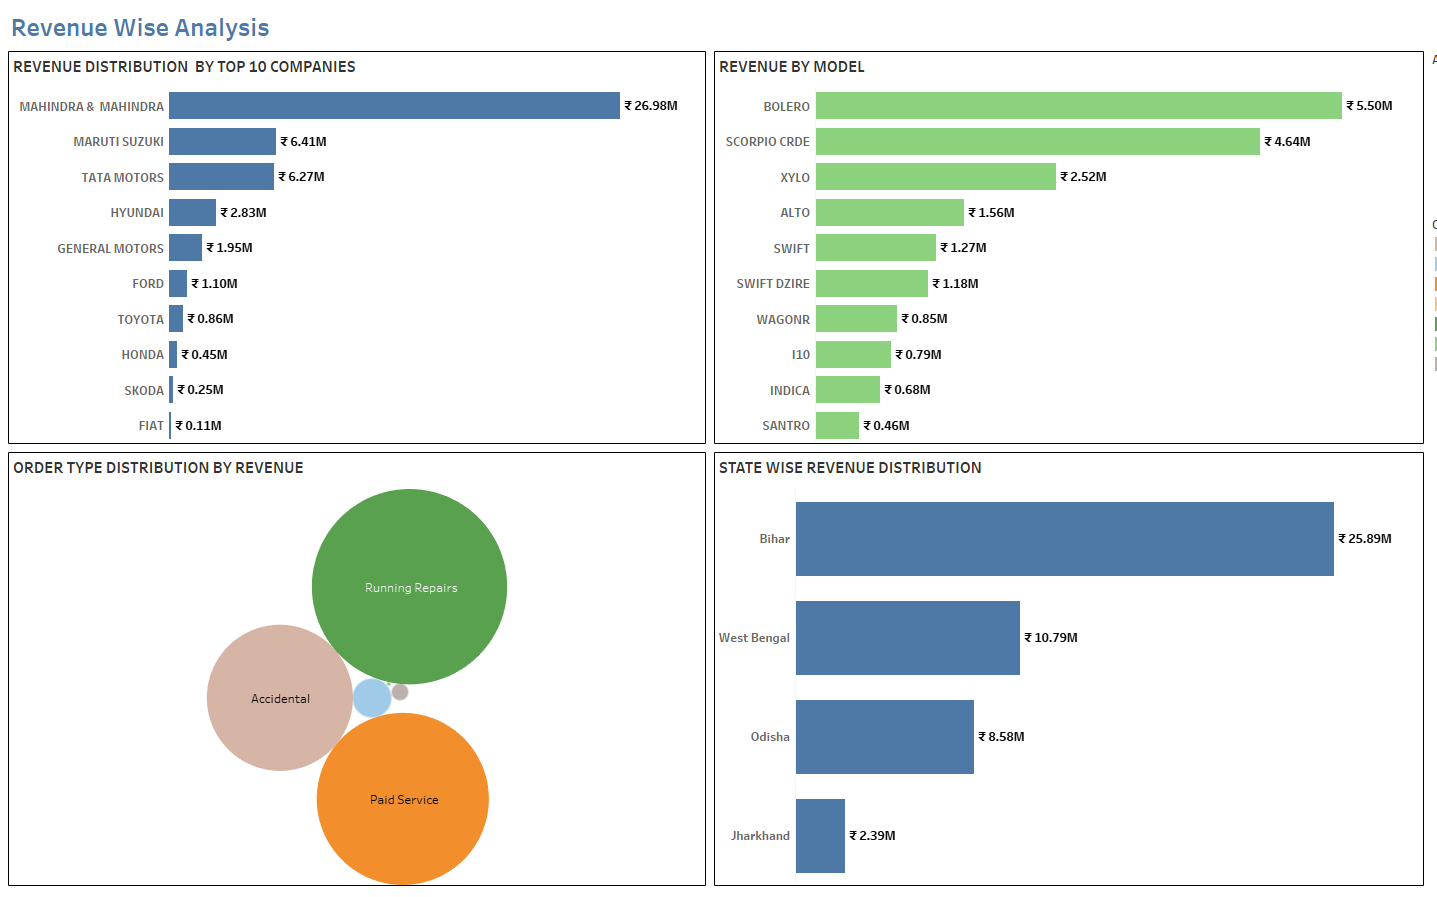 Revenue Wise Analysis
REVENUE DISTRIBUTION  BY TOP 10 COMPANIES
MAHINDRA &  MAHINDRA ₹ 26.98M
MARUTI SUZUKI ₹ 6.41M
TATA MOTORS ₹ 6.27M
HYUNDAI ₹ 2.83M
GENERAL MOTORS ₹ 1.95M
FORD ₹ 1.10M
TOYOTA ₹ 0.86M
HONDA ₹ 0.45M
SKODA ₹ 0.25M
FIAT ₹ 0.11M
REVENUE BY MODEL
BOLERO ₹ 5.50M
SCORPIO CRDE ₹ 4.64M
XYLO ₹ 2.52M
ALTO ₹ 1.56M
SWIFT ₹ 1.27M
SWIFT DZIRE ₹ 1.18M
WAGONR ₹ 0.85M
I10 ₹ 0.79M
INDICA ₹ 0.68M
SANTRO ₹ 0.46M
ORDER TYPE DISTRIBUTION BY REVENUE
Running Repairs
Accidental
Paid Service
STATE WISE REVENUE DISTRIBUTION
Bihar ₹ 25.89M
West Bengal ₹ 10.79M
Odisha ₹ 8.58M
Jharkhand ₹ 2.39M